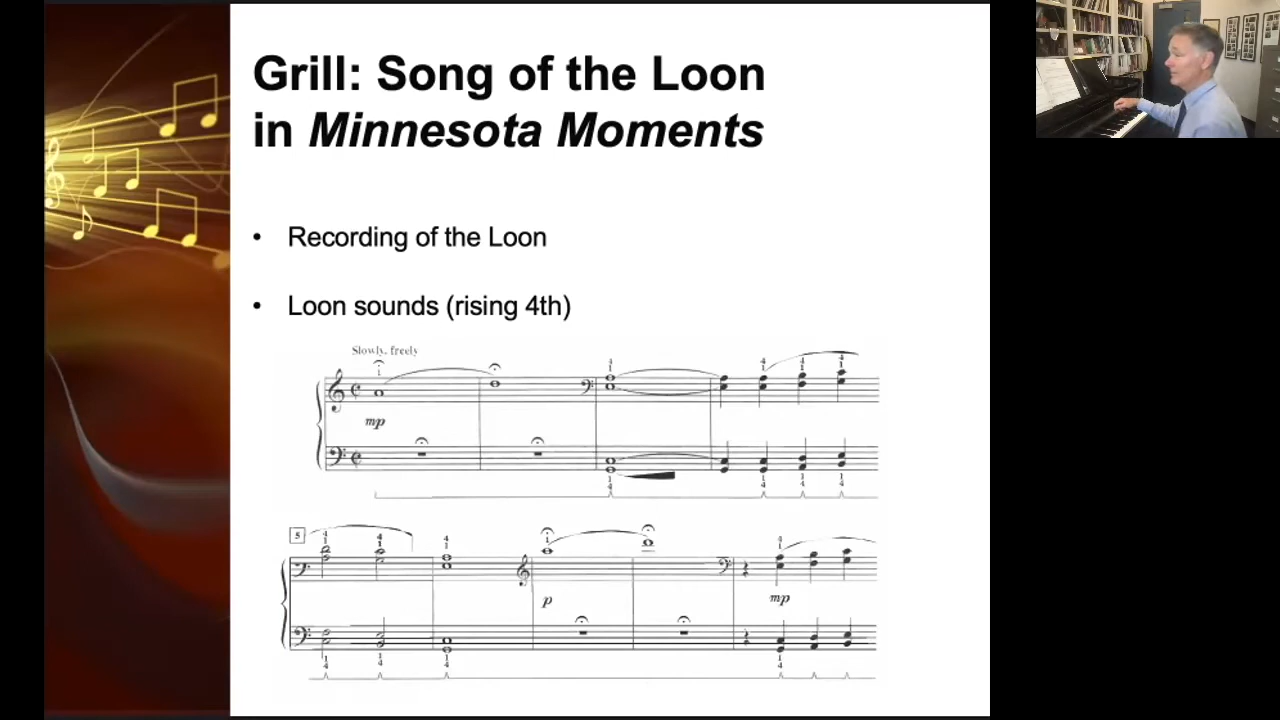 Grill: Song of the Loon
in Minnesota Moments
• Recording of the Loon
• Loon sounds (rising 4th)
Slowly, freely
mp
5
p
mp